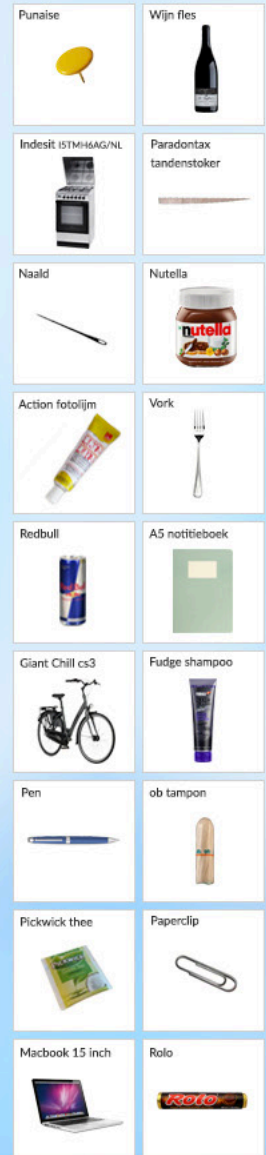 Punaise
Wijn fles
Indesit I5TMH6AG/NL
Paradontax
tandenstoker
Naald
Nutella
nutella
Action fotolijm
Vork
Redbull
A5 notitieboek
Giant Chill cs3
Fudge shampoo
Pen
ob tampon
Pickwick thee
Paperclip
Macbook 15 inch
Rolo
Rolo